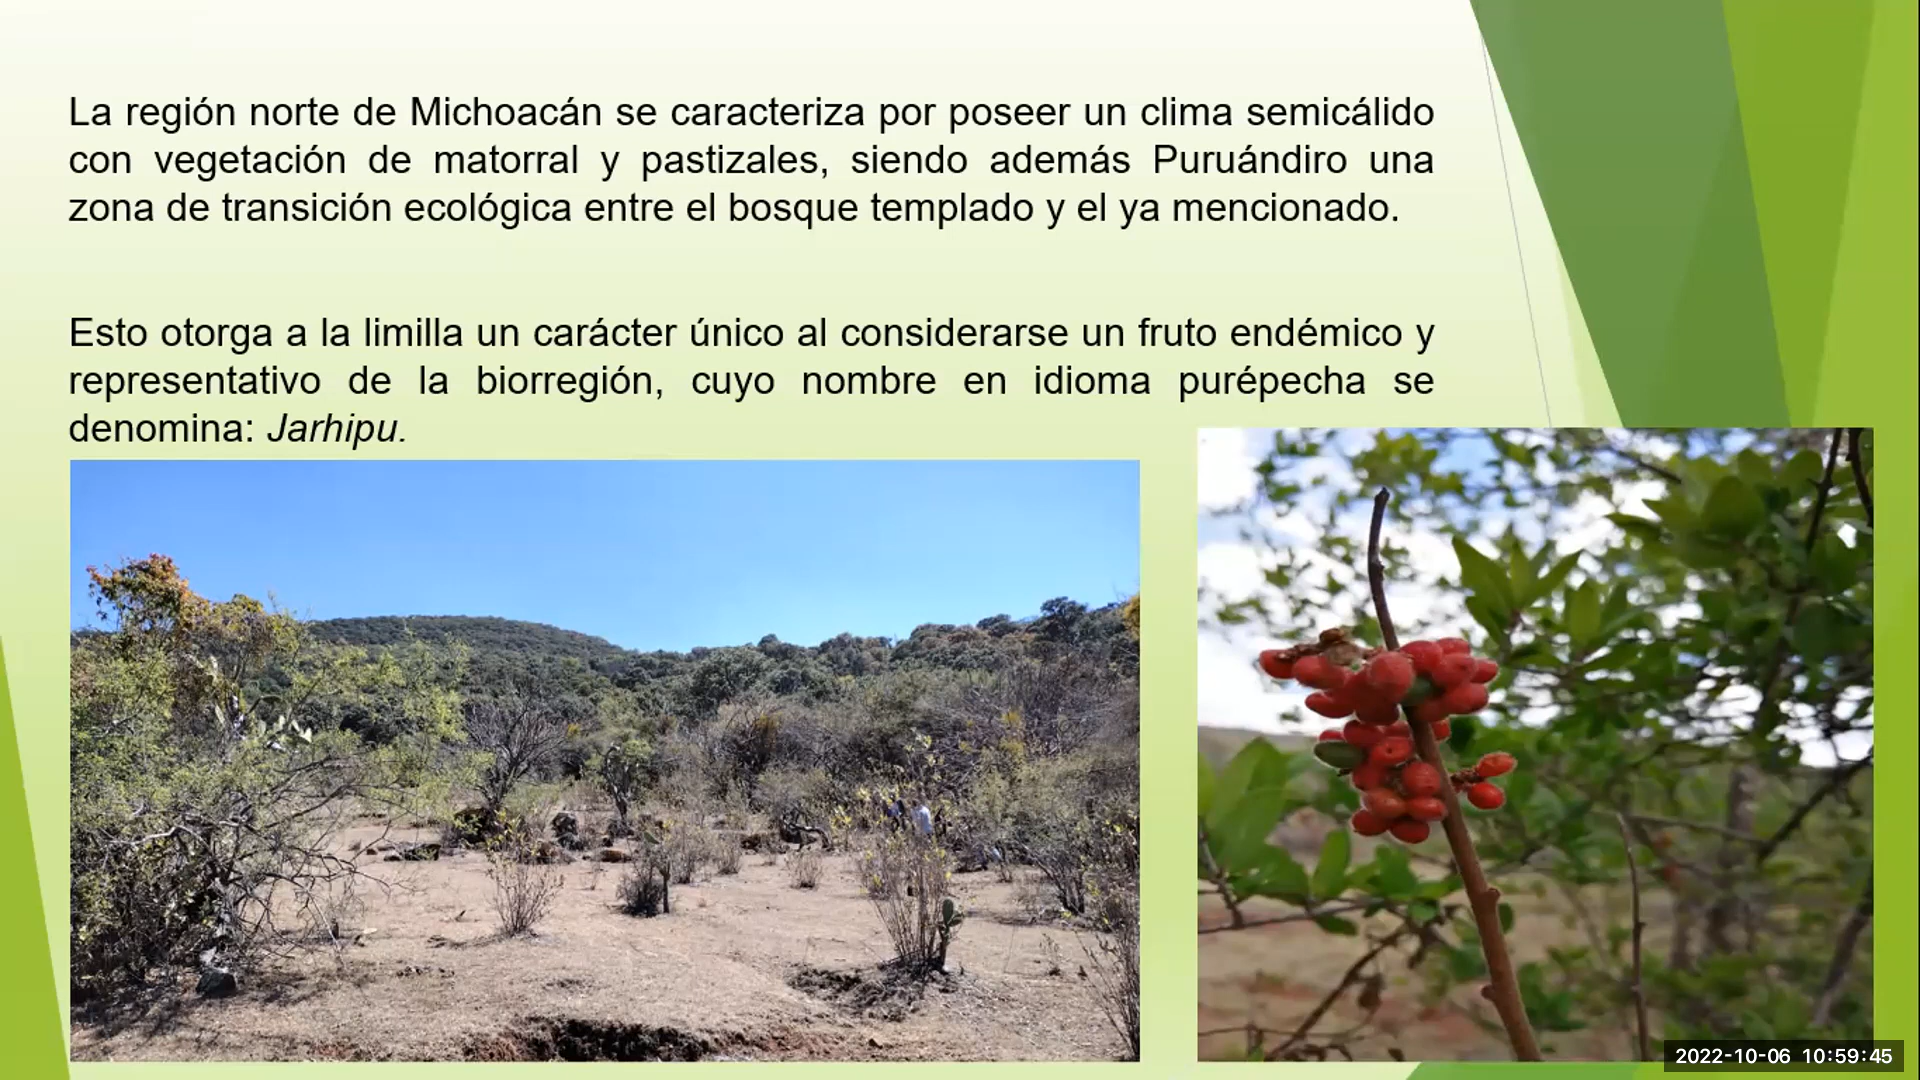 La región norte de Michoacán se caracteriza por poseer un clima semicálido
con vegetación de matorral y pastizales, siendo además Puruándiro una
zona de transición ecológica entre el bosque templado y el ya mencionado.
Esto otorga a la limilla un carácter único al considerarse un fruto endémico y
representativo de la biorregión, cuyo nombre en idioma purépecha se
denomina: Jarhipu.
2022-10-06 10:59:45